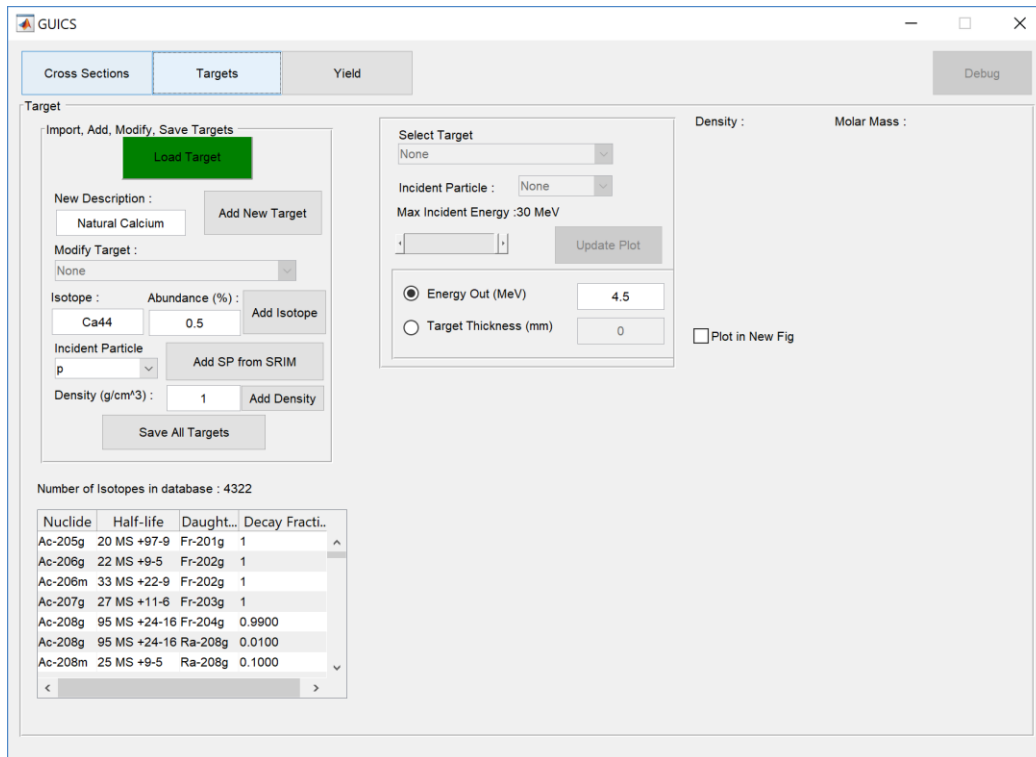 GUICS
Cross Sections
Targets
Yield
Debug
Target
Import, Add, Modify, Save Targets
Load Target
New Description :
Natural Calcium
Add New Target
Modify Target :
None
Isotope :
Abundance (%) :
Ca44
0.5
Add Isotope
Incident Particle
p
Add SP from SRIM
Density (g/cm^3) :
1
Add Density
Save All Targets
Select Target
None
Incident Particle :
None
Max Incident Energy :30 MeV
Update Plot
Energy Out (MeV)
4.5
Target Thickness (mm)
0
Density :
Molar Mass :
Plot in New Fig
Number of Isotopes in database : 4322
Nuclide Half-life Daught... Decay Fracti..
Ac-205g 20 MS +97-9 Fr-201g 1
Ac-206g 22 MS +9-5 Fr-202g 1
Ac-206m 33 MS +22-9 Fr-202g 1
Ac-207g 27 MS +11-6 Fr-203g 1
Ac-208g 95 MS +24-16 Fr-204g 0.9900
Ac-208g 95 MS +24-16 Ra-208g 0.0100
Ac-208m 25 MS +9-5 Ra-208g 0.1000